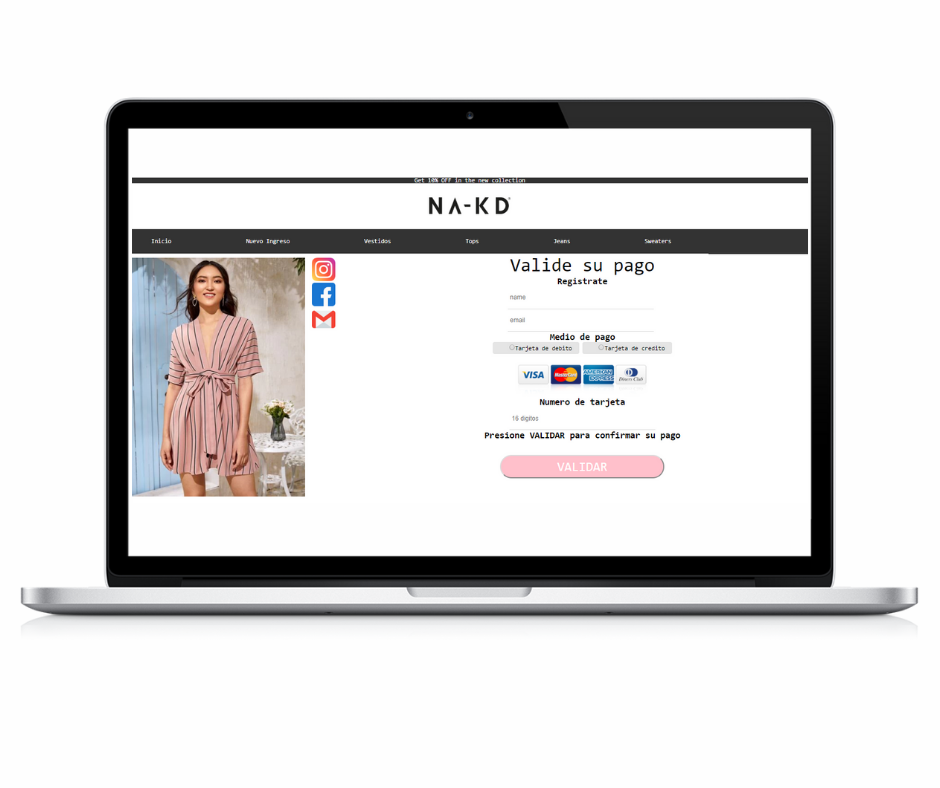 Get 10% OFF in the new collection
NA-KD
Inicio Nuevo Ingreso Vestidos Tops Jeans Sweaters
Valide su pago
Registrate
name
email
Medio de pago
Tarjeta de debito Tarjeta de credito
VISA MasterCard AMERICAN EXPRESS Diners Club
Numero de tarjeta
16 digitos
Presione VALIDAR para confirmar su pago
VALIDAR